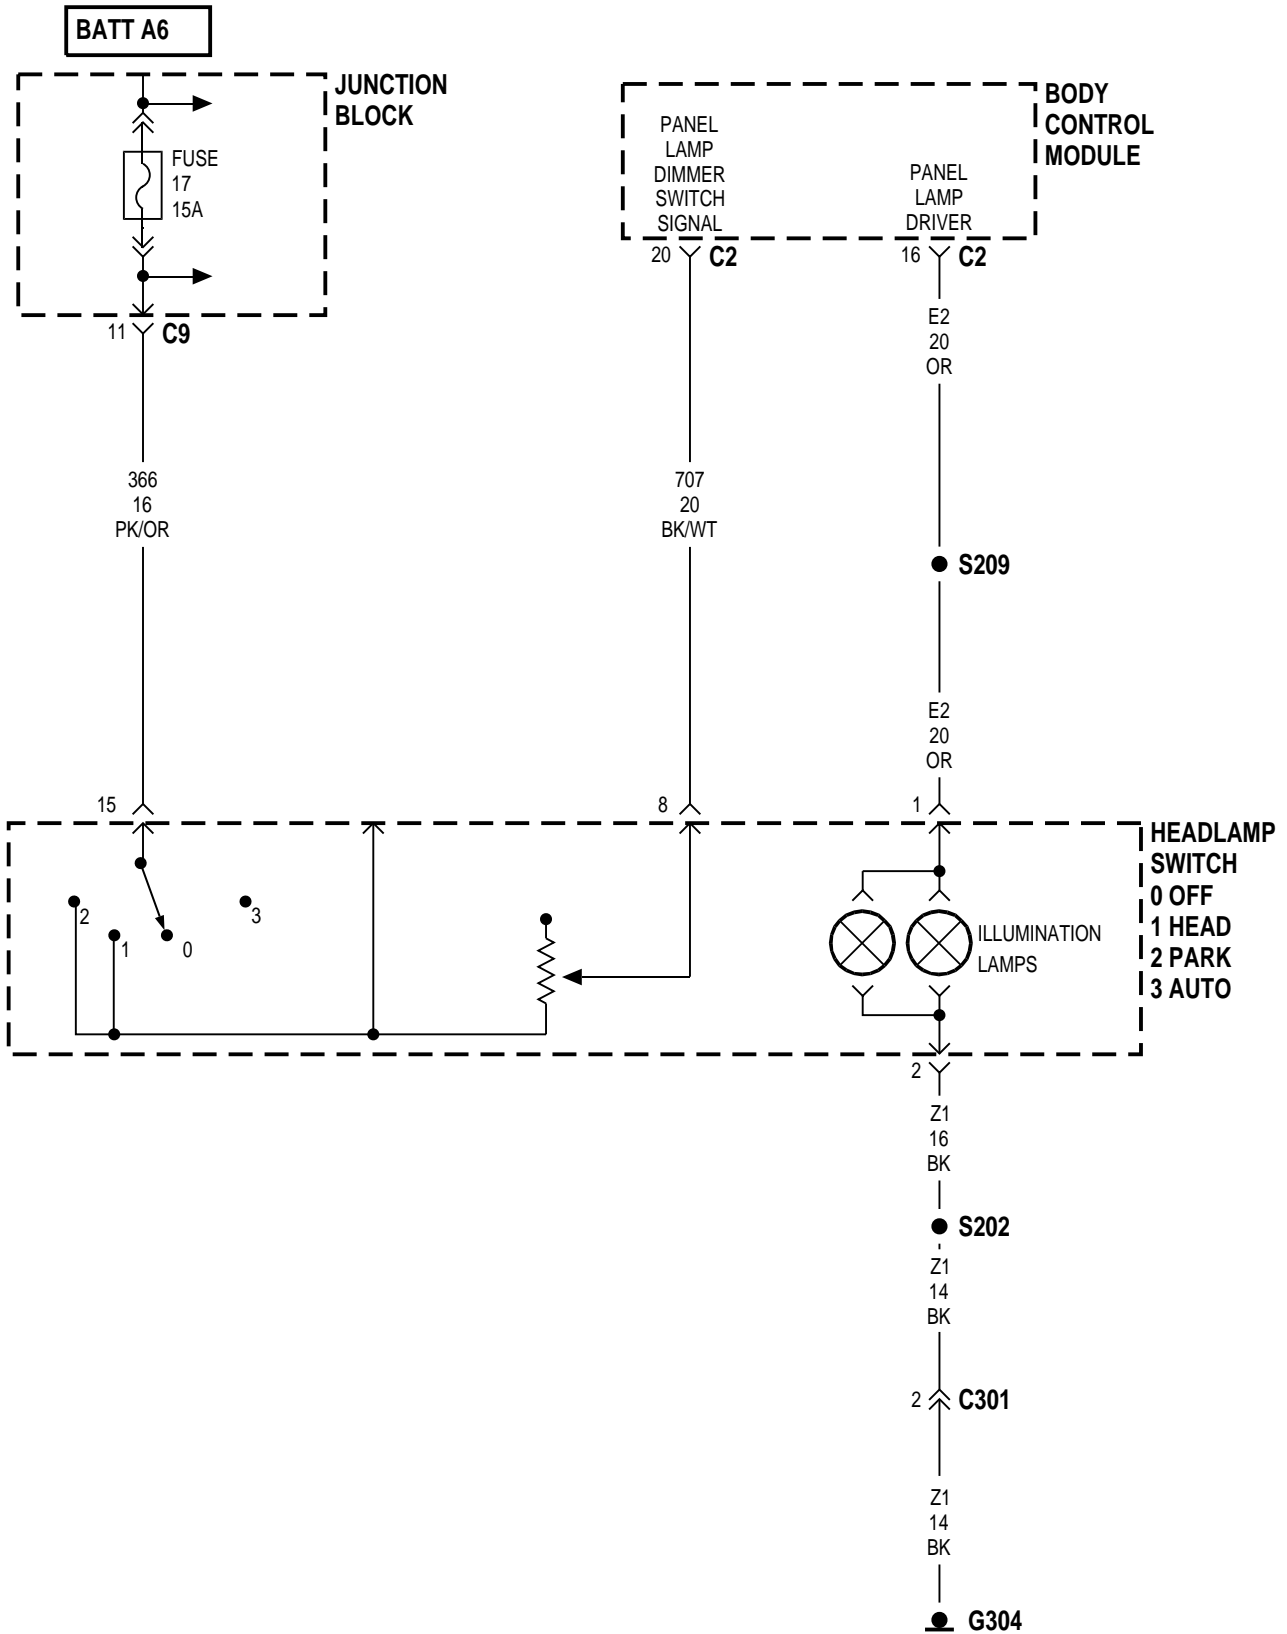 BATT A6
JUNCTION
BLOCK
FUSE
17
15A
11
C9
366
16
PK/OR
15
BODY
CONTROL
MODULE
PANEL
LAMP
DIMMER
SWITCH
SIGNAL
PANEL
LAMP
DRIVER
20
C2
16
C2
707
20
BK/WT
8
E2
20
OR
S209
E2
20
OR
1
HEADLAMP
SWITCH
0 OFF
1 HEAD
2 PARK
3 AUTO
2
1
0
3
ILLUMINATION
LAMPS
2
Z1
16
BK
S202
Z1
14
BK
2
C301
Z1
14
BK
G304